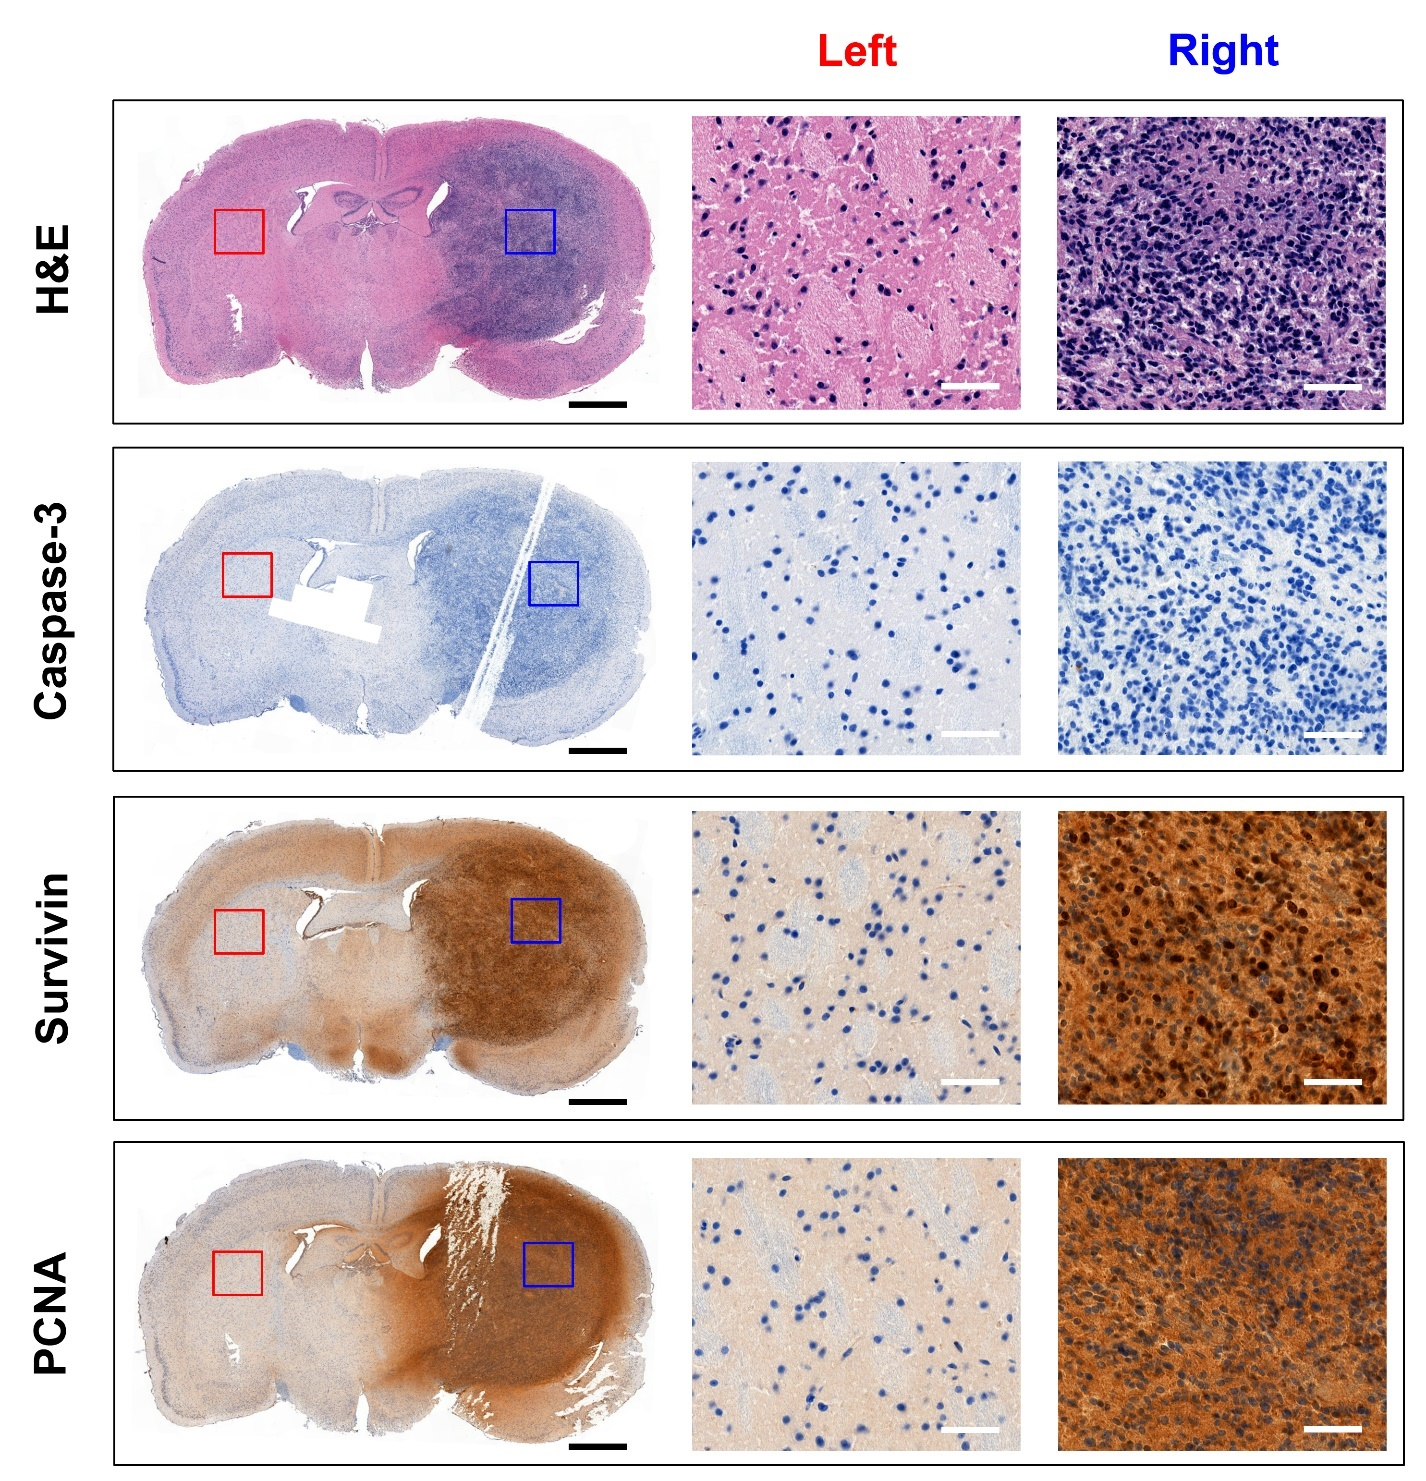 Left
Right
H&E
Caspase-3
Survivin
PCNA